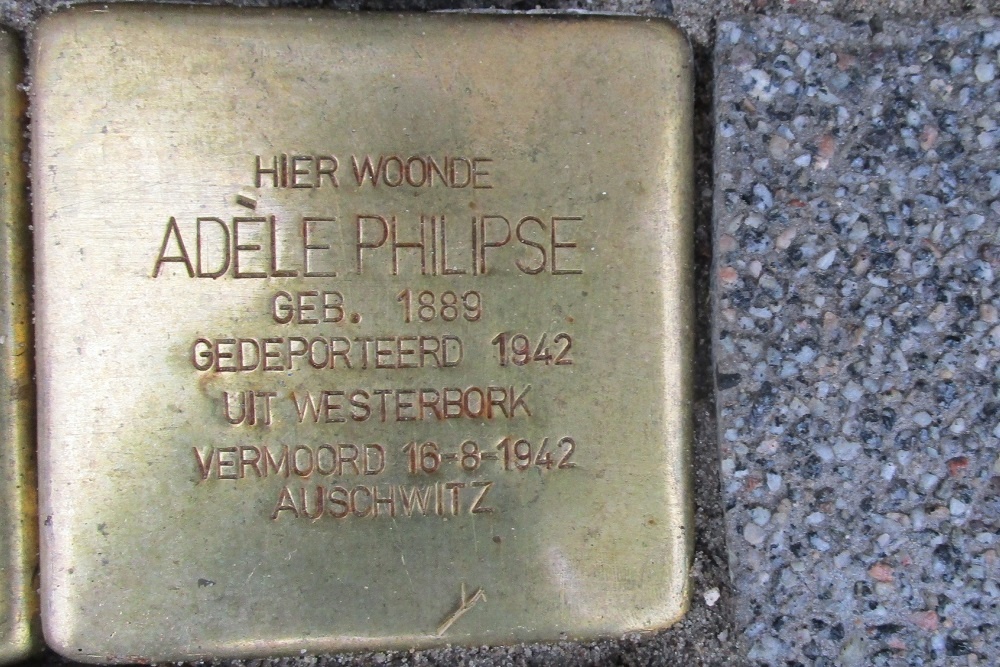 HIER WOONDE
ADÈLE PHILIPSE
GEB. 1889
GEDEPORTEERD 1942
UIT WESTERBORK
VERMOORD 16-8-1942
AUSCHWITZ